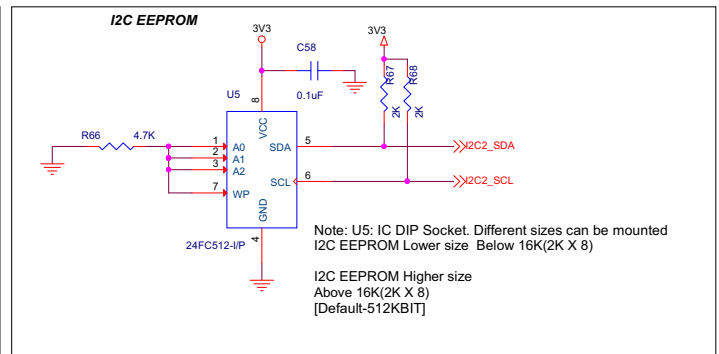 I2C EEPROM
3V3
C58
0.1uF
3V3
R67
2K
R68
2K
U5
8
VCC
R66 4.7K
1 A0
2 A1
3 A2
7 WP
SDA 5
I2C2_SDA
SCL 6
I2C2_SCL
GND
4
24FC512-I/P
Note: U5: IC DIP Socket. Different sizes can be mounted
I2C EEPROM Lower size Below 16K(2K X 8)
I2C EEPROM Higher size
Above 16K(2K X 8)
[Default-512KBIT]